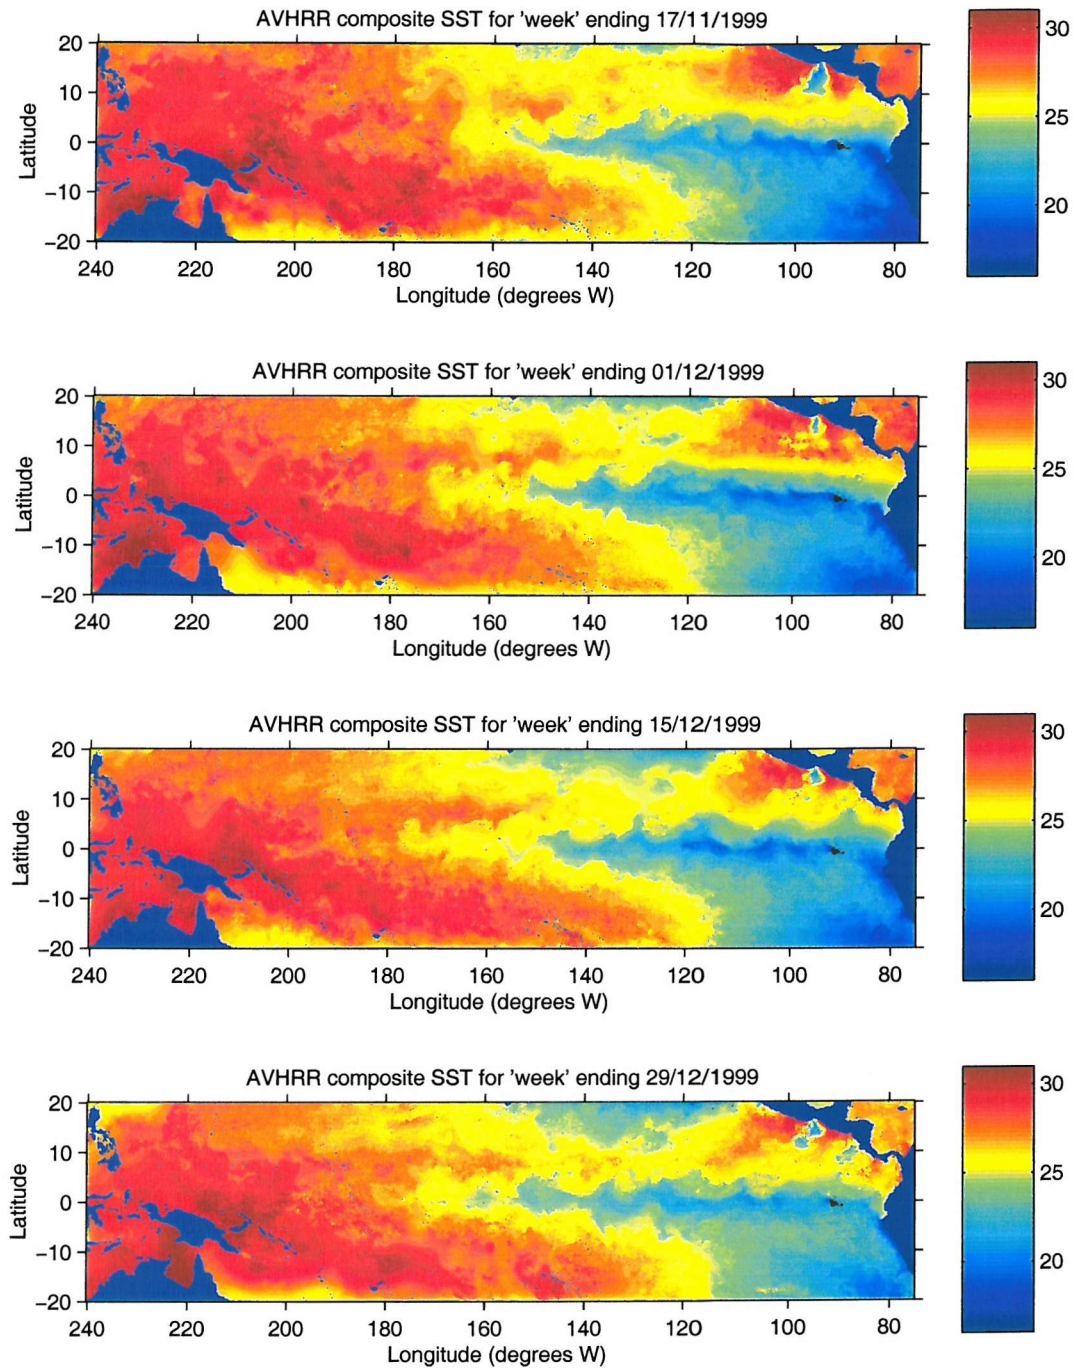 AVHRR composite SST for 'week' ending 17/11/1999
20
10
0
−10
−20
Latitude
240 220 200 180 160 140 120 100 80
Longitude (degrees W)
30
25
20
AVHRR composite SST for 'week' ending 01/12/1999
20
10
0
−10
−20
Latitude
240 220 200 180 160 140 120 100 80
Longitude (degrees W)
30
25
20
AVHRR composite SST for 'week' ending 15/12/1999
20
10
0
−10
−20
Latitude
240 220 200 180 160 140 120 100 80
Longitude (degrees W)
30
25
20
AVHRR composite SST for 'week' ending 29/12/1999
20
10
0
−10
−20
Latitude
240 220 200 180 160 140 120 100 80
Longitude (degrees W)
30
25
20